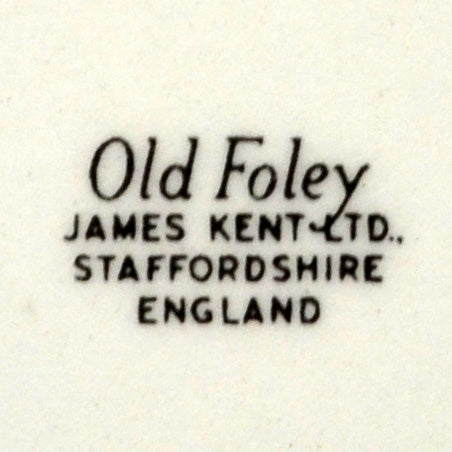 Old Foley
JAMES KENT LTD.,
STAFFORDSHIRE
ENGLAND